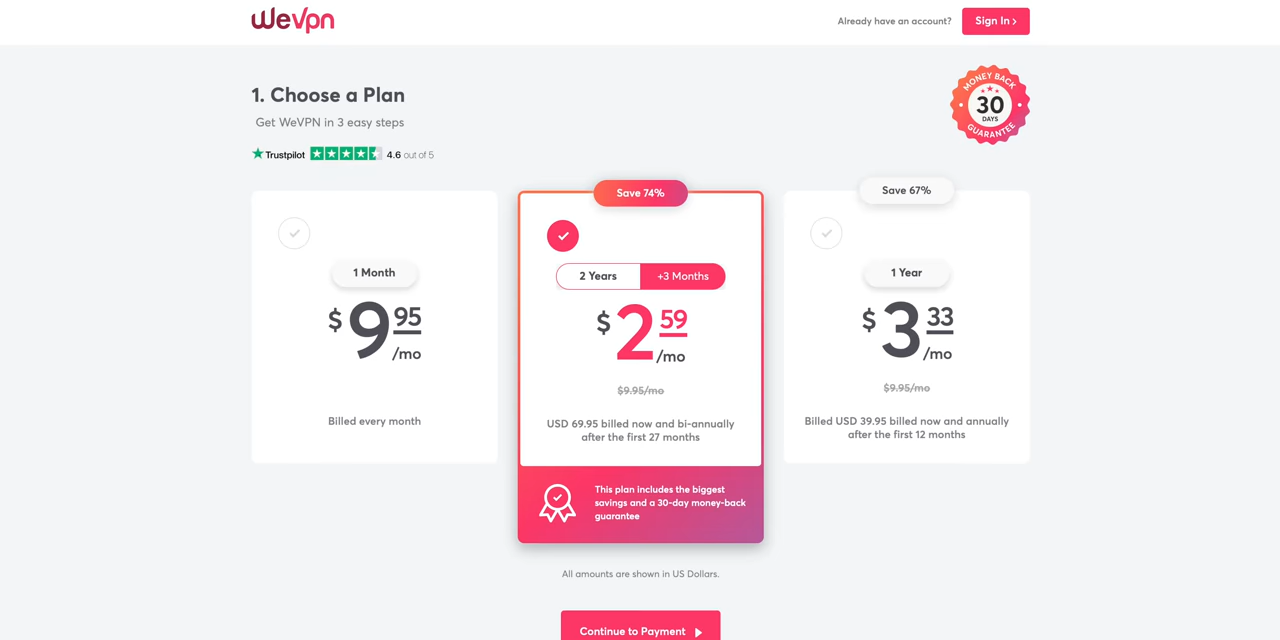 WeVpn
Already have an account?
Sign In ›
1. Choose a Plan
Get WeVPN in 3 easy steps
Trustpilot 4.6 out of 5
MONEY BACK
30
DAYS
GUARANTEE
1 Month
$9 95
/mo
Billed every month
Save 74%
2 Years +3 Months
$2 59
/mo
$9.95/mo
USD 69.95 billed now and bi-annually
after the first 27 months
This plan includes the biggest
savings and a 30-day money-back
guarantee
Save 67%
1 Year
$3 33
/mo
$9.95/mo
Billed USD 39.95 billed now and annually
after the first 12 months
All amounts are shown in US Dollars.
Continue to Payment